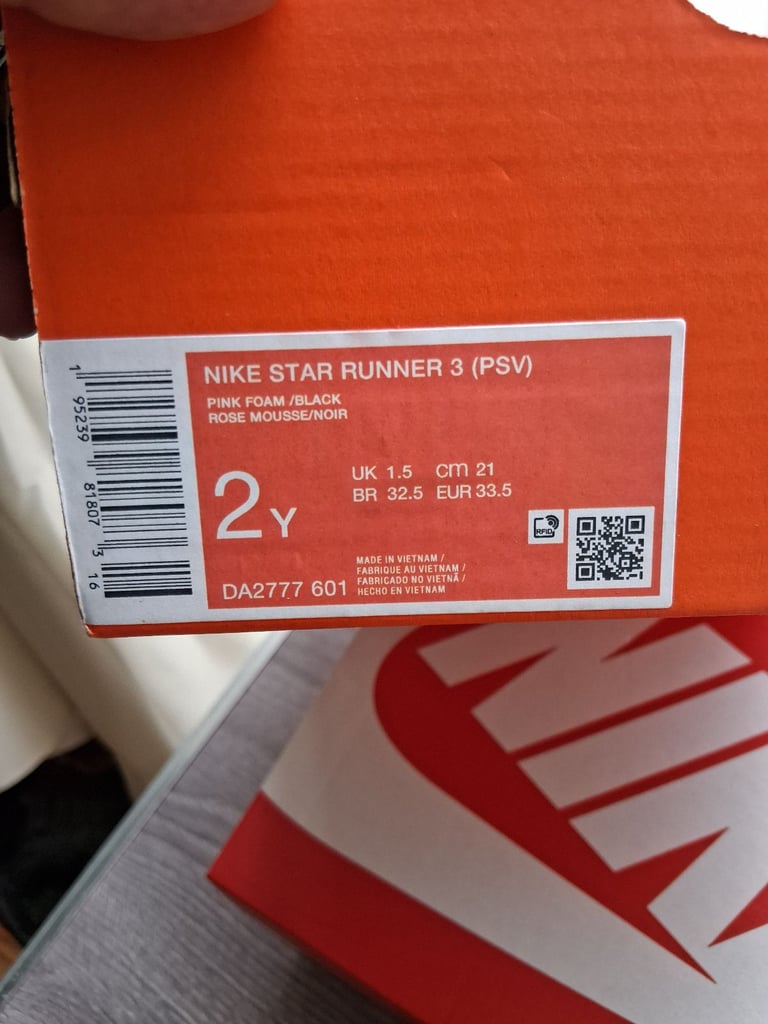 NIKE STAR RUNNER 3 (PSV)
PINK FOAM /BLACK
ROSE MOUSSE/NOIR
2Y
UK 1.5 cm 21
BR 32.5 EUR 33.5
RFID
MADE IN VIETNAM /
FABRIQUE AU VIETNAM /
FABRICADO NO VIETNÃ /
HECHO EN VIETNAM
DA2777 601
1 95239 81807 3 16
NIK